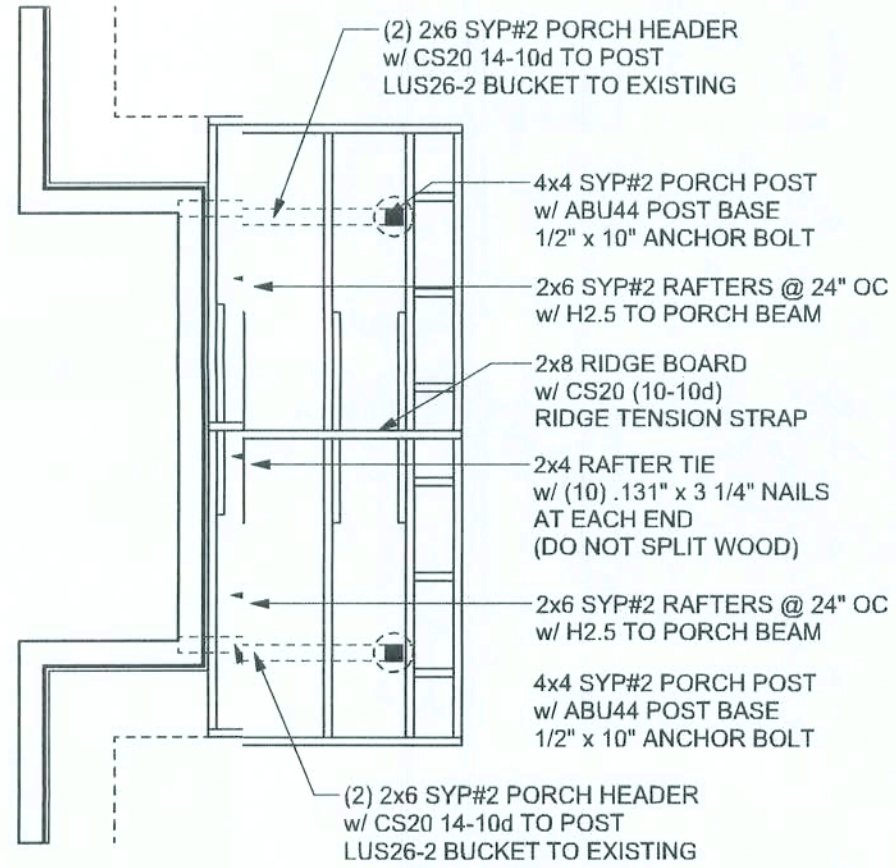 (2) 2x6 SYP#2 PORCH HEADER
w/ CS20 14-10d TO POST
LUS26-2 BUCKET TO EXISTING
4x4 SYP#2 PORCH POST
w/ ABU44 POST BASE
1/2" x 10" ANCHOR BOLT
2x6 SYP#2 RAFTERS @ 24" OC
w/ H2.5 TO PORCH BEAM
2x8 RIDGE BOARD
w/ CS20 (10-10d)
RIDGE TENSION STRAP
2x4 RAFTER TIE
w/ (10) .131" x 3 1/4" NAILS
AT EACH END
(DO NOT SPLIT WOOD)
2x6 SYP#2 RAFTERS @ 24" OC
w/ H2.5 TO PORCH BEAM
4x4 SYP#2 PORCH POST
w/ ABU44 POST BASE
1/2" x 10" ANCHOR BOLT
(2) 2x6 SYP#2 PORCH HEADER
w/ CS20 14-10d TO POST
LUS26-2 BUCKET TO EXISTING